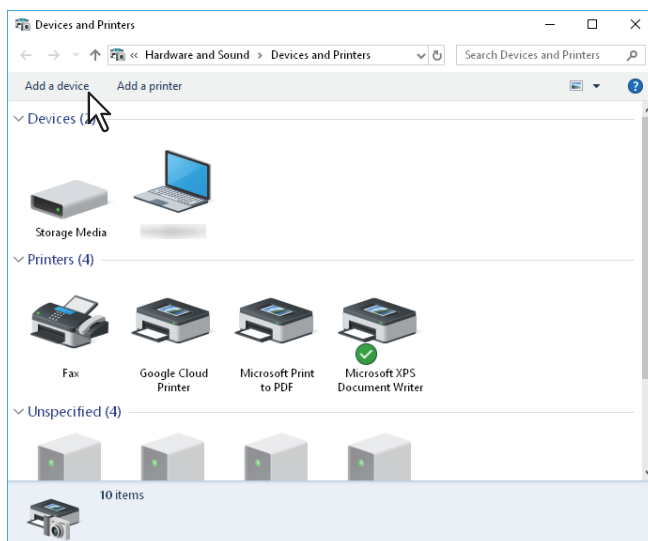 Devices and Printers
« Hardware and Sound > Devices and Printers
Search Devices and Printers
Add a device
Add a printer
Devices (2)
Storage Media
Printers (4)
Fax
Google Cloud
Printer
Microsoft Print
to PDF
Microsoft XPS
Document Writer
Unspecified (4)
10 items